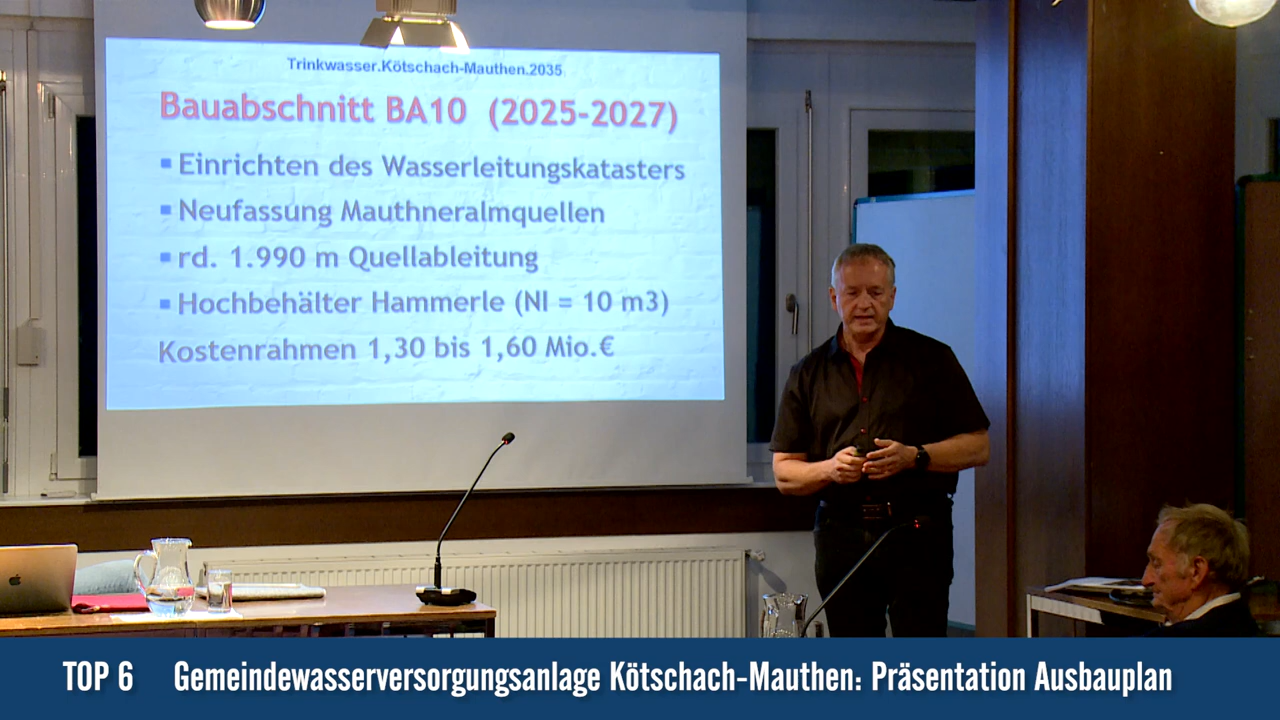 Trinkwasser.Kötschach-Mauthen.2035
Bauabschnitt BA10 (2025-2027)
▪ Einrichten des Wasserleitungskatasters
▪ Neufassung Mauthneralmquellen
▪ rd. 1.990 m Quellableitung
▪ Hochbehälter Hammerle (NI = 10 m3)
Kostenrahmen 1,30 bis 1,60 Mio.€
TOP 6 Gemeindewasserversorgungsanlage Kötschach-Mauthen: Präsentation Ausbauplan